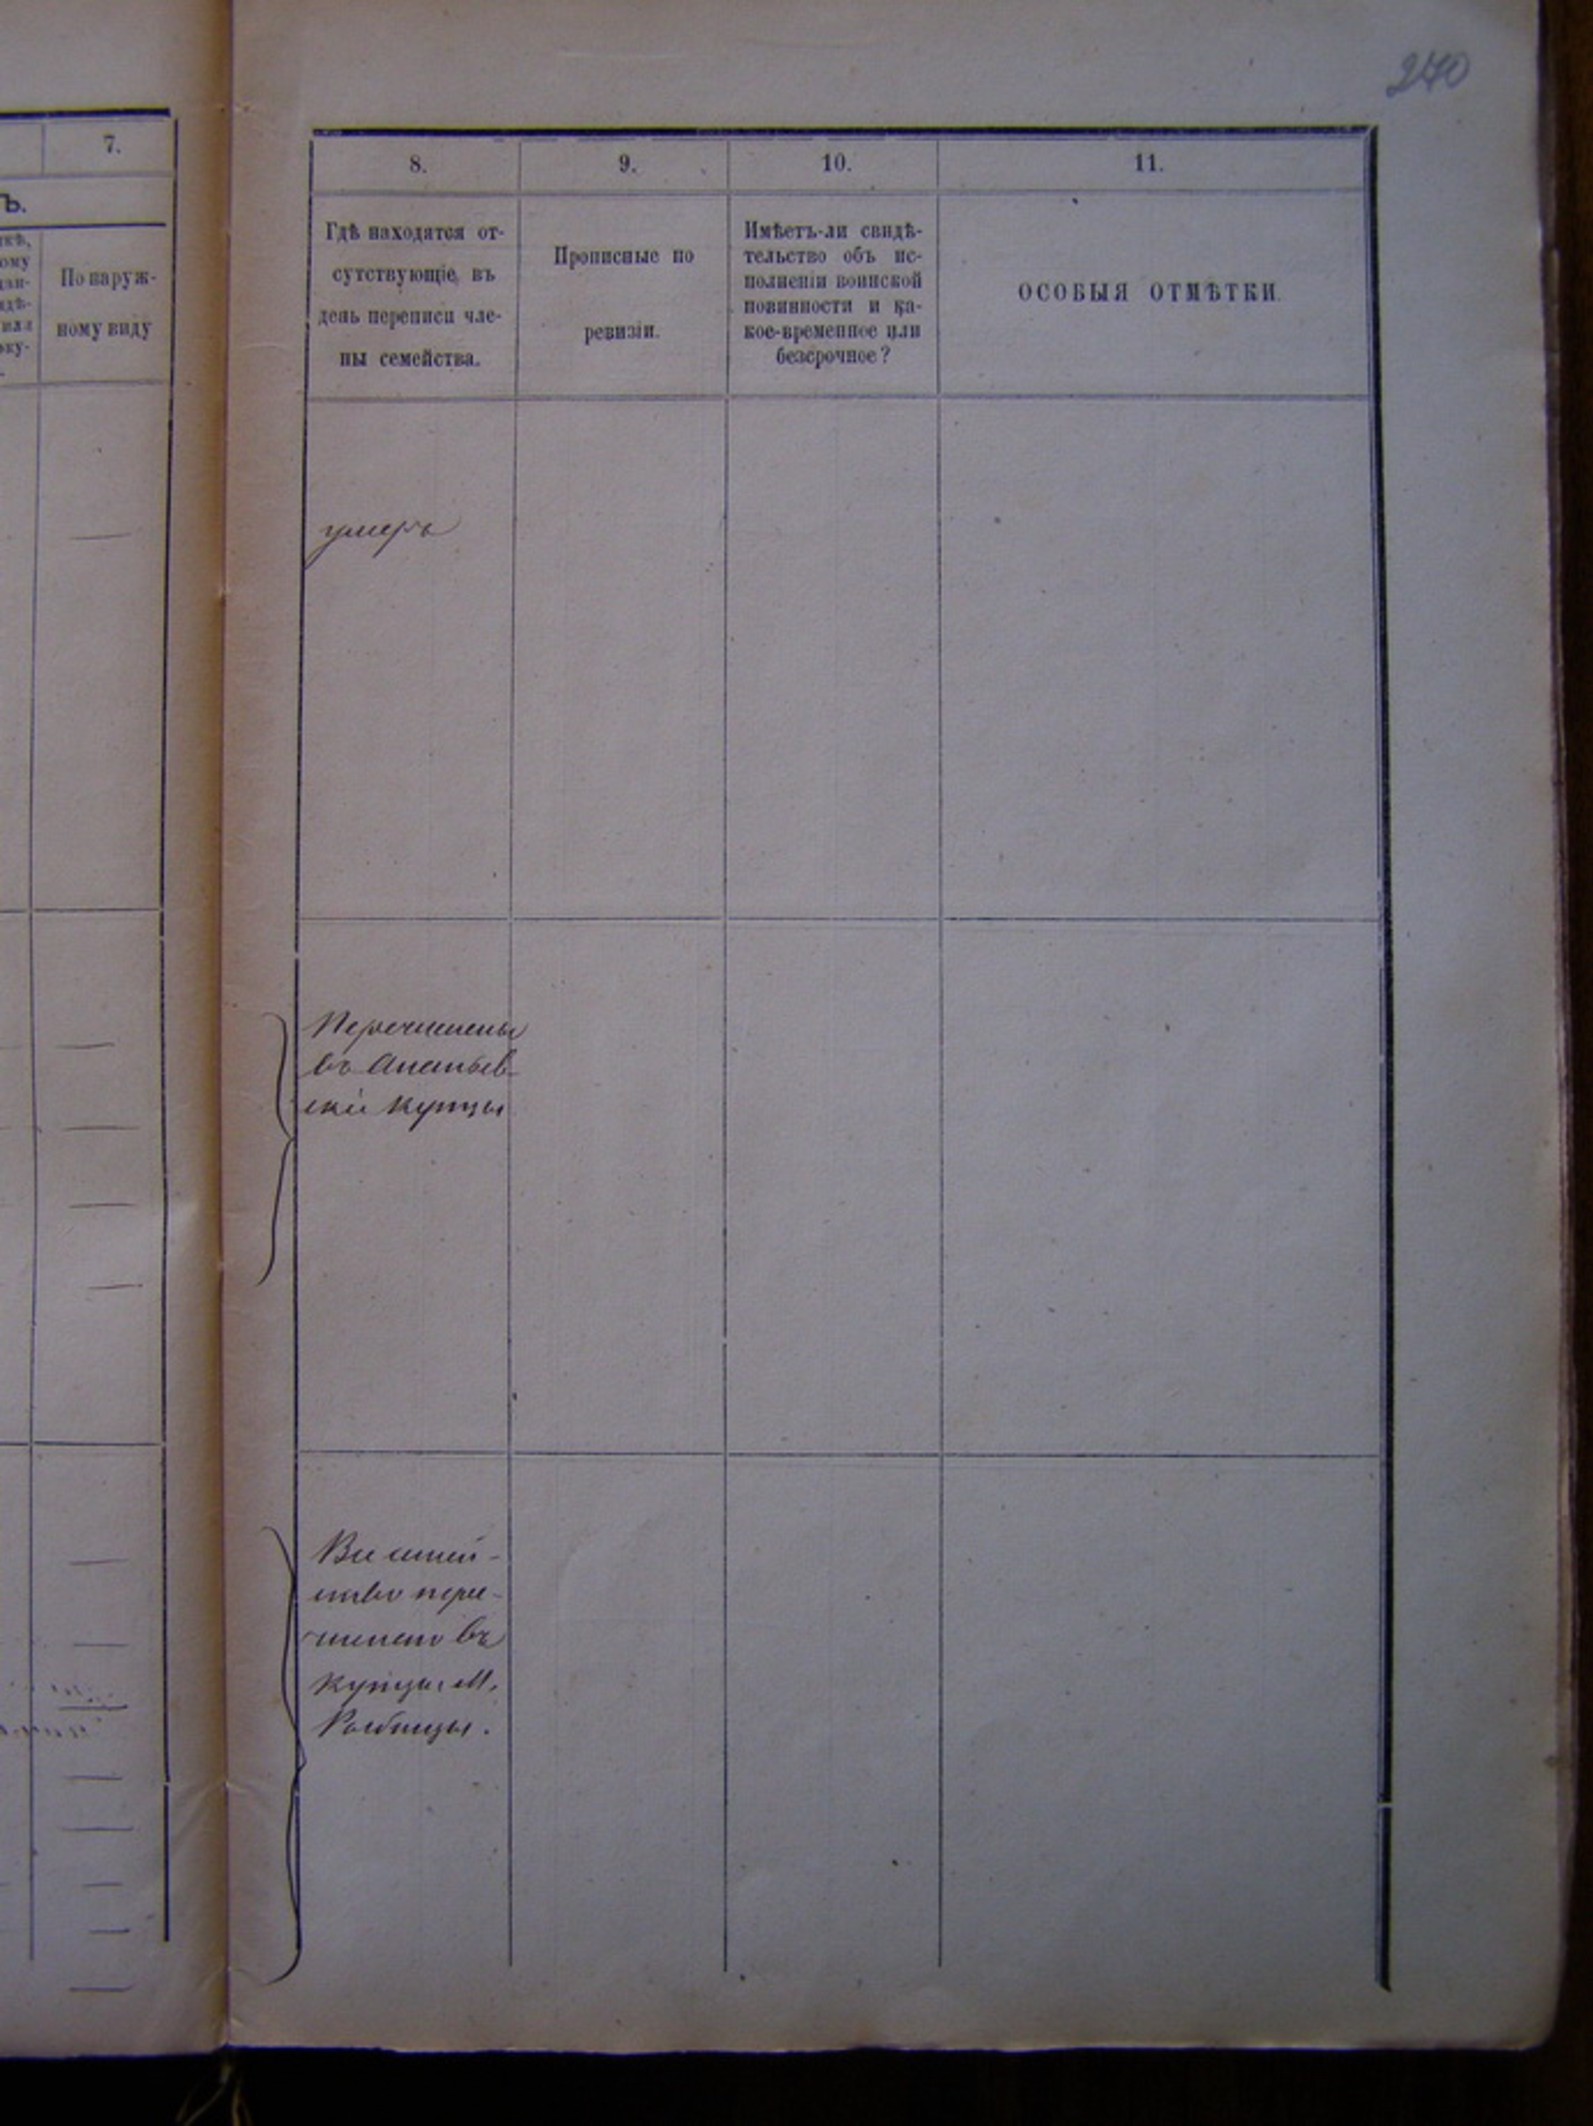 270
7.
Ъ.
По наруж-
ному виду
8.
9.
10.
11.
Гдѣ находятся от-
сутствующіе, въ
день переписи чле-
ны семейства.
Прописные по
ревизіи.
Имѣетъ-ли свидѣ-
тельство объ ис-
полненіи воинской
повинности и ка-
кое-временное или
безсрочное?
ОСОБЫЯ ОТМѢТКИ.
умеръ
Перечислены
въ Ананьев-
скіе купцы
Все семей-
ство пере-
числено въ
купцы м.